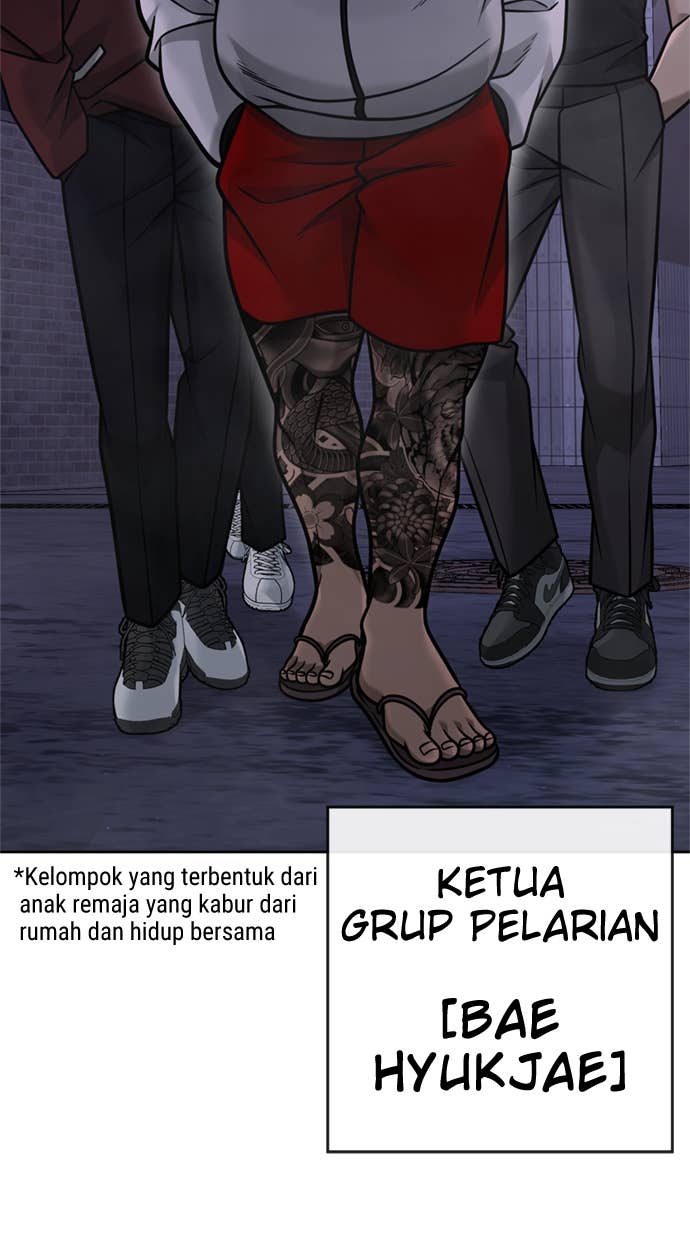 *Kelompok yang terbentuk dari
anak remaja yang kabur dari
rumah dan hidup bersama
KETUA
GRUP PELARIAN
[BAE
HYUKJAE]